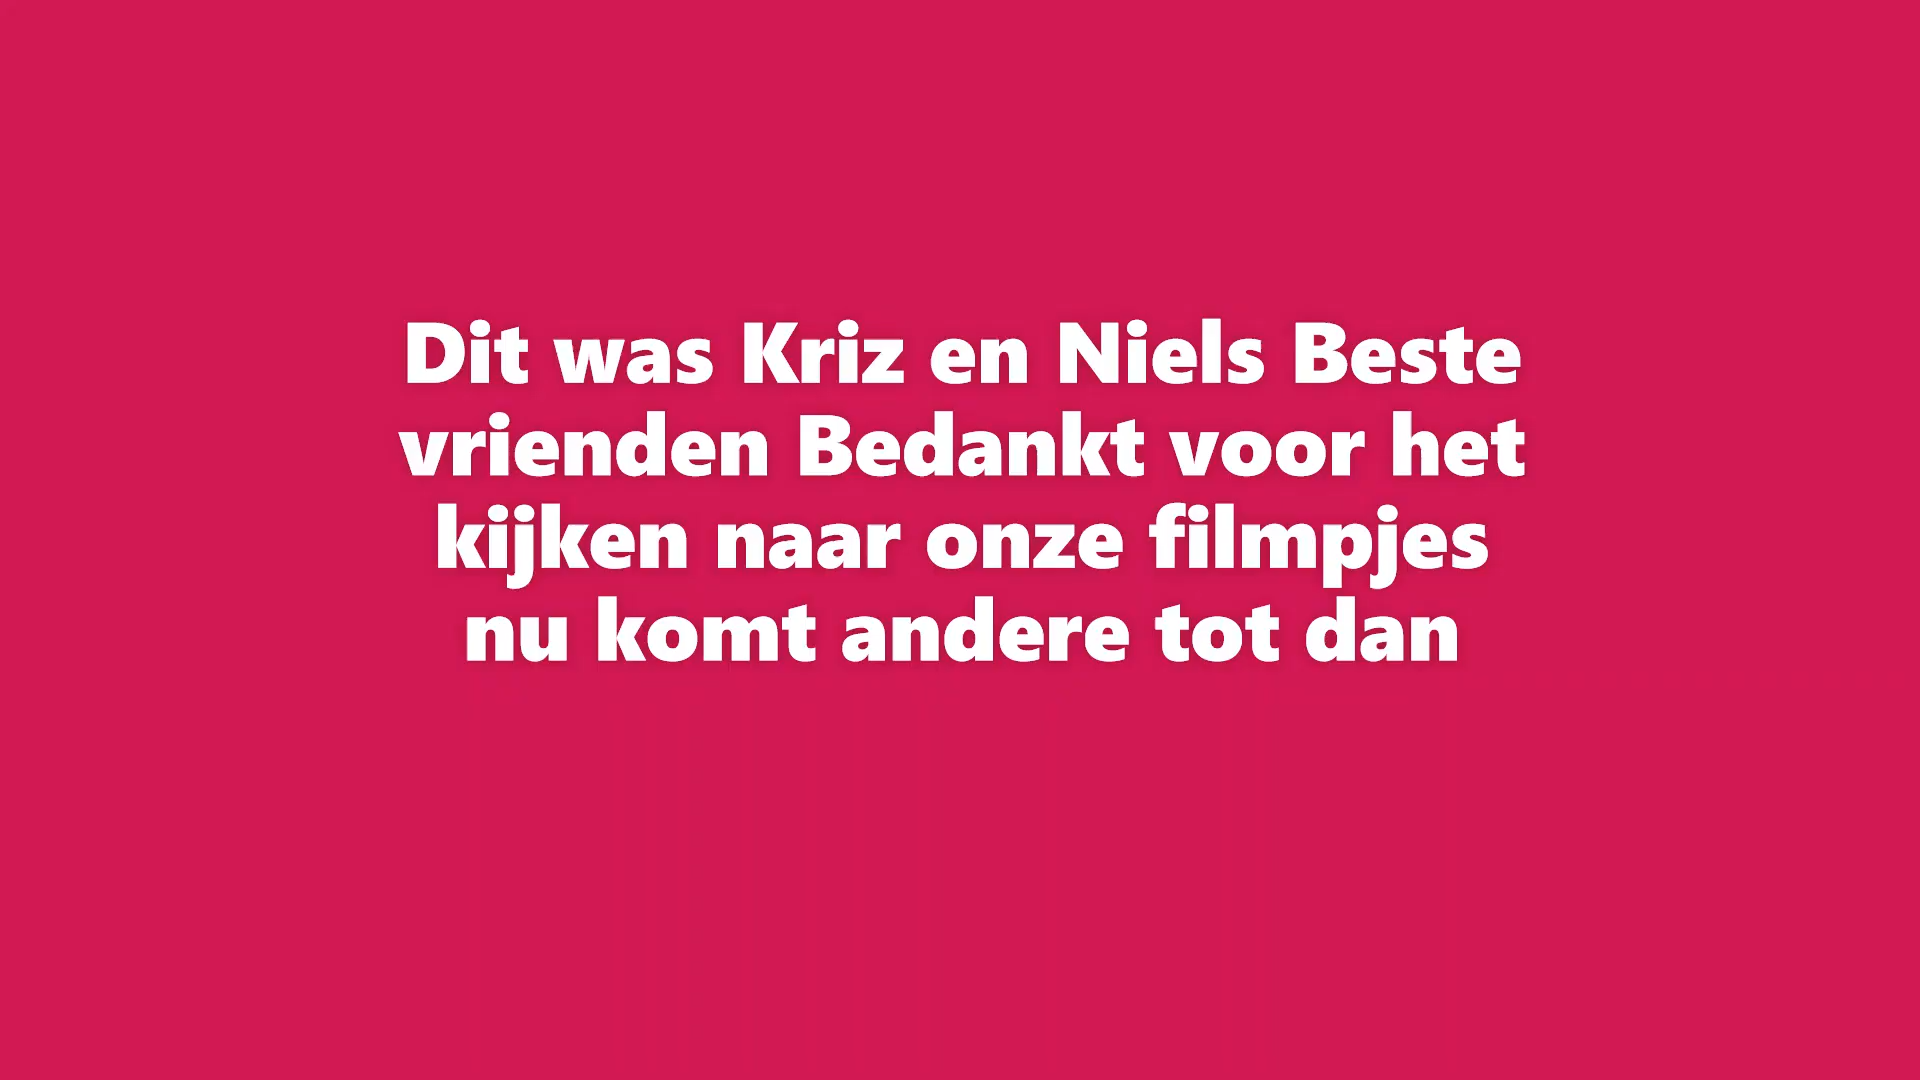 Dit was Kriz en Niels Beste
vrienden Bedankt voor het
kijken naar onze filmpjes
nu komt andere tot dan